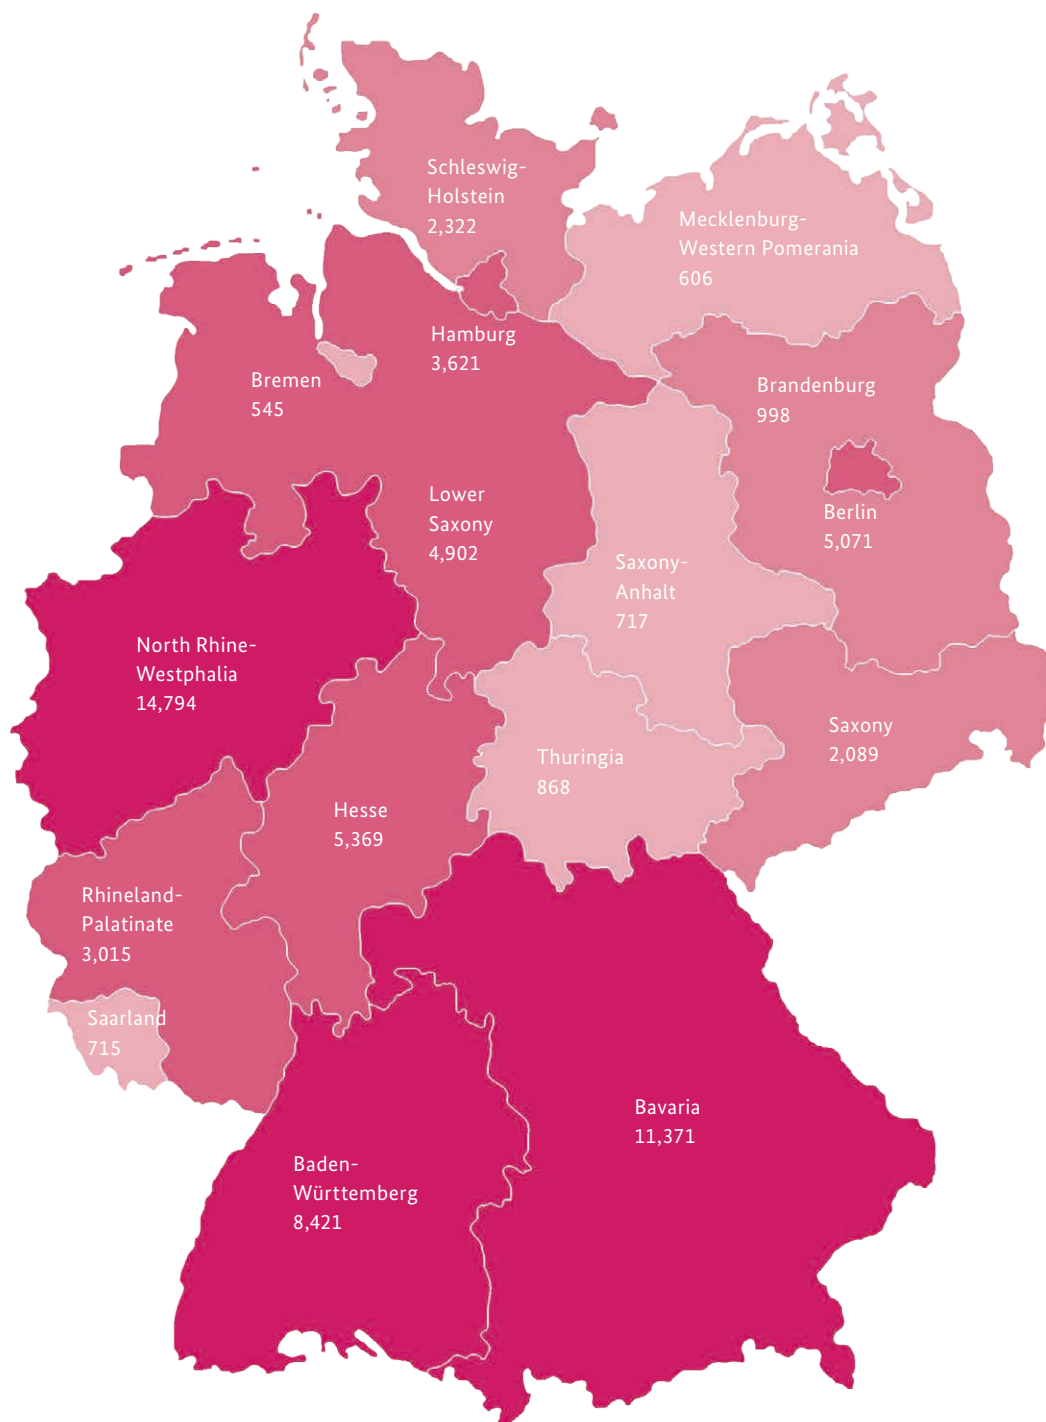 Schleswig-
Holstein
2,322
Mecklenburg-
Western Pomerania
606
Hamburg
3,621
Bremen
545
Brandenburg
998
Lower
Saxony
4,902
Berlin
5,071
Saxony-
Anhalt
717
North Rhine-
Westphalia
14,794
Saxony
2,089
Thuringia
868
Hesse
5,369
Rhineland-
Palatinate
3,015
Saarland
715
Bavaria
11,371
Baden-
Württemberg
8,421